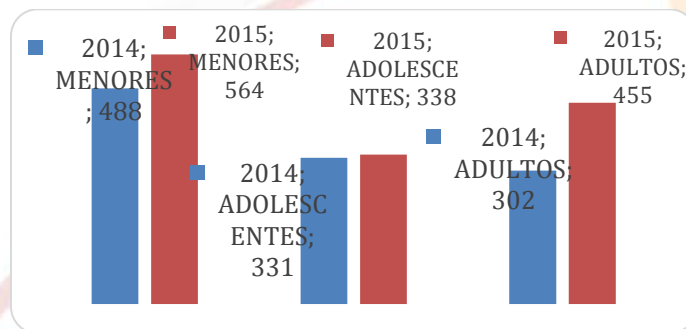 2014;
MENORES
; 488
2015;
MENORES;
564
2014;
ADOLESC
ENTES;
331
2015;
ADOLESCE
NTES; 338
2014;
ADULTOS;
302
2015;
ADULTOS;
455